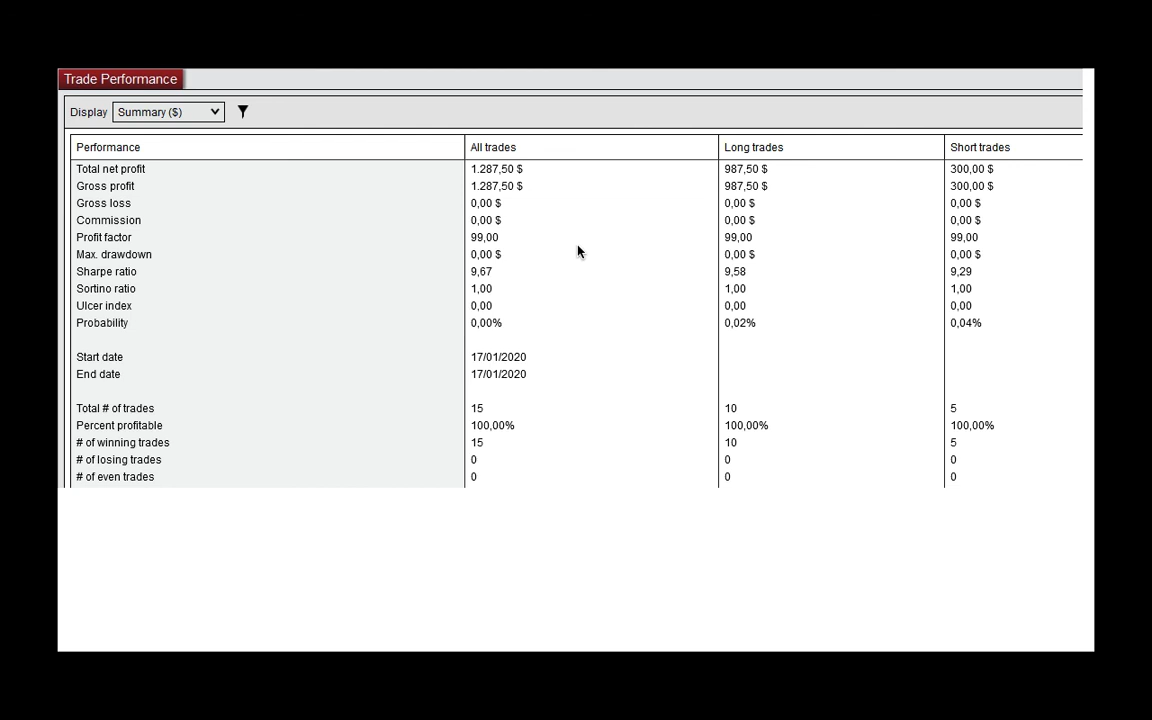 Trade Performance
Display Summary ($)
Performance All trades Long trades Short trades
Total net profit 1.287,50 $ 987,50 $ 300,00 $
Gross profit 1.287,50 $ 987,50 $ 300,00 $
Gross loss 0,00 $ 0,00 $ 0,00 $
Commission 0,00 $ 0,00 $ 0,00 $
Profit factor 99,00 99,00 99,00
Max. drawdown 0,00 $ 0,00 $ 0,00 $
Sharpe ratio 9,67 9,58 9,29
Sortino ratio 1,00 1,00 1,00
Ulcer index 0,00 0,00 0,00
Probability 0,00% 0,02% 0,04%
Start date 17/01/2020
End date 17/01/2020
Total # of trades 15 10 5
Percent profitable 100,00% 100,00% 100,00%
# of winning trades 15 10 5
# of losing trades 0 0 0
# of even trades 0 0 0